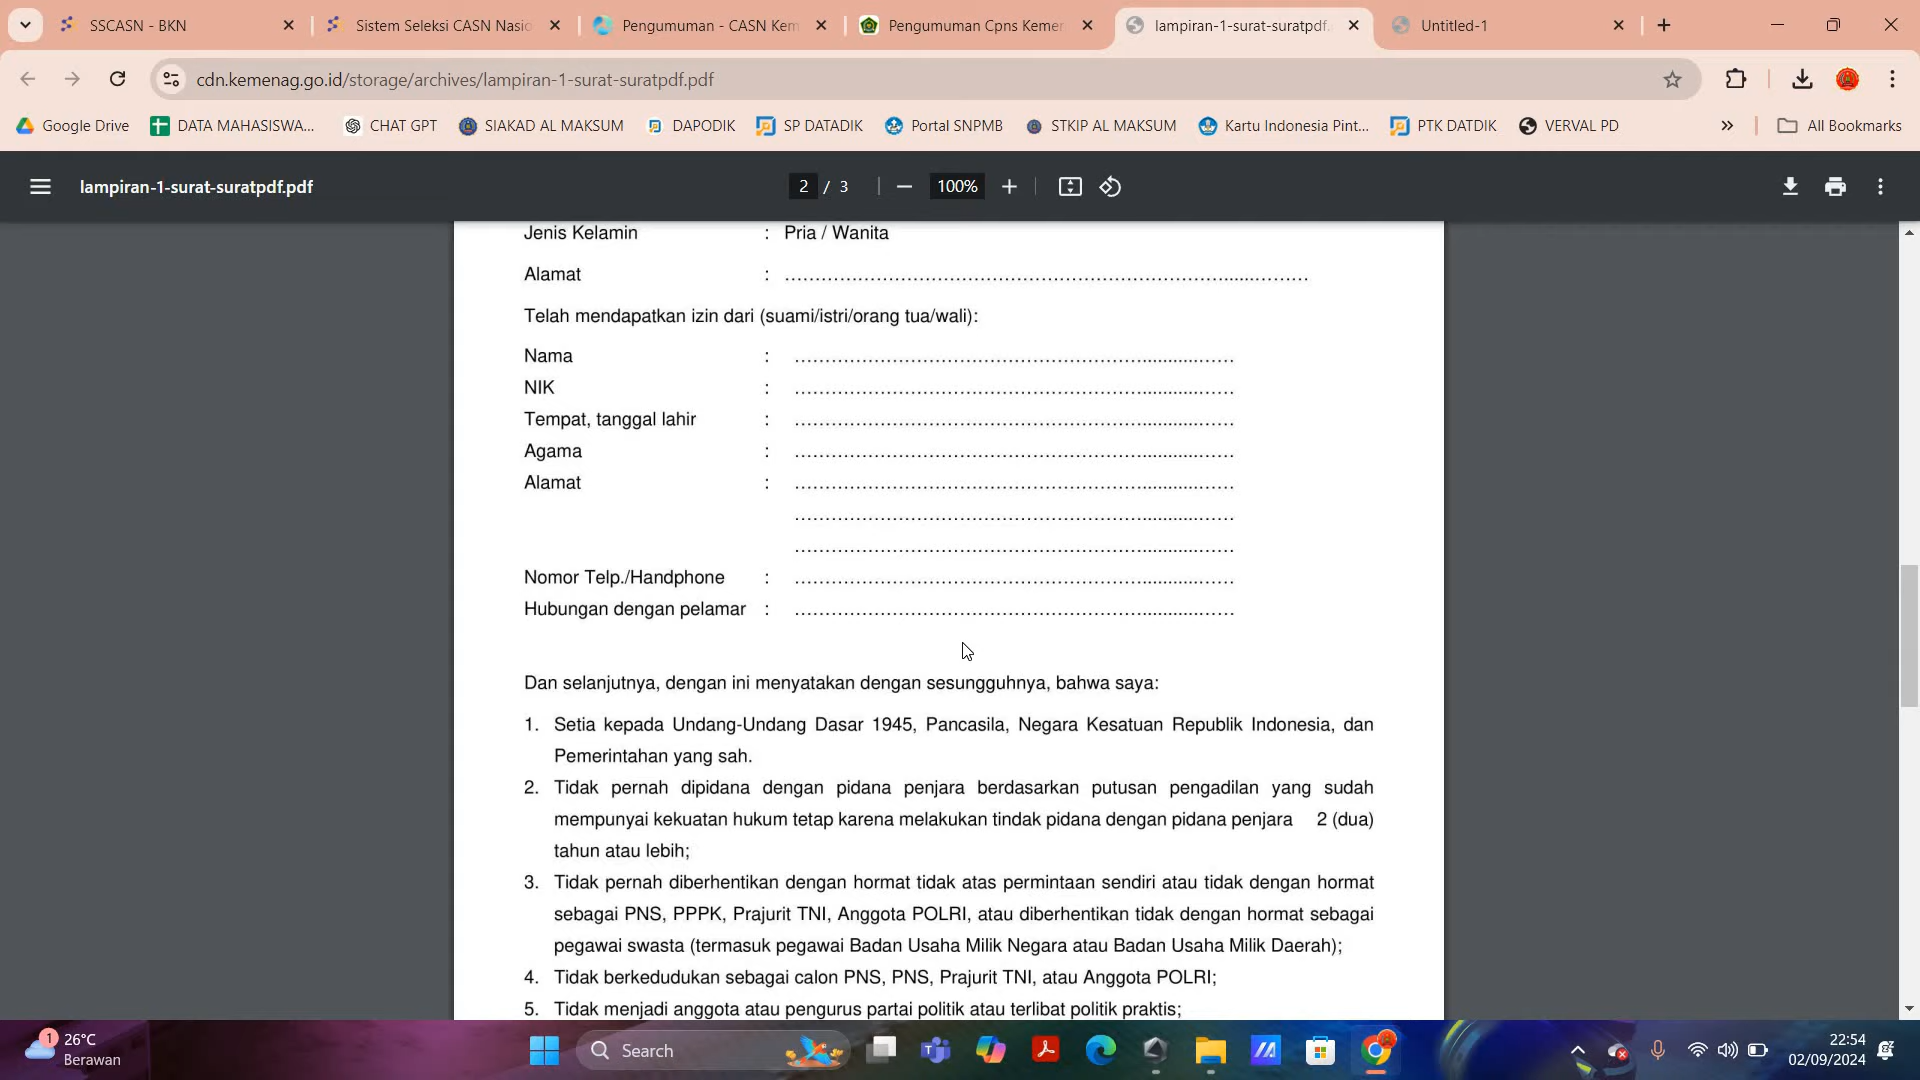 SSCASN - BKN
Sistem Seleksi CASN Nasio
Pengumuman - CASN Kem
Pengumuman Cpns Kemer
lampiran-1-surat-suratpdf.
Untitled-1
cdn.kemenag.go.id/storage/archives/lampiran-1-surat-suratpdf.pdf
Google Drive
DATA MAHASISWA...
CHAT GPT
SIAKAD AL MAKSUM
DAPODIK
SP DATADIK
Portal SNPMB
STKIP AL MAKSUM
Kartu Indonesia Pint...
PTK DATDIK
VERVAL PD
All Bookmarks
lampiran-1-surat-suratpdf.pdf
2 / 3
100%
Jenis Kelamin : Pria / Wanita
Alamat : ……………………………………………………………………......………
Telah mendapatkan izin dari (suami/istri/orang tua/wali):
Nama : …………………………………………………...........……
NIK : …………………………………………………...........……
Tempat, tanggal lahir : …………………………………………………...........……
Agama : …………………………………………………...........……
Alamat : …………………………………………………...........……
…………………………………………………...........……
…………………………………………………...........……
Nomor Telp./Handphone : …………………………………………………...........……
Hubungan dengan pelamar : …………………………………………………...........……
Dan selanjutnya, dengan ini menyatakan dengan sesungguhnya, bahwa saya:
1. Setia kepada Undang-Undang Dasar 1945, Pancasila, Negara Kesatuan Republik Indonesia, dan
Pemerintahan yang sah.
2. Tidak pernah dipidana dengan pidana penjara berdasarkan putusan pengadilan yang sudah
mempunyai kekuatan hukum tetap karena melakukan tindak pidana dengan pidana penjara 2 (dua)
tahun atau lebih;
3. Tidak pernah diberhentikan dengan hormat tidak atas permintaan sendiri atau tidak dengan hormat
sebagai PNS, PPPK, Prajurit TNI, Anggota POLRI, atau diberhentikan tidak dengan hormat sebagai
pegawai swasta (termasuk pegawai Badan Usaha Milik Negara atau Badan Usaha Milik Daerah);
4. Tidak berkedudukan sebagai calon PNS, PNS, Prajurit TNI, atau Anggota POLRI;
5. Tidak menjadi anggota atau pengurus partai politik atau terlibat politik praktis;
1
26°C
Berawan
Search
22:54
02/09/2024